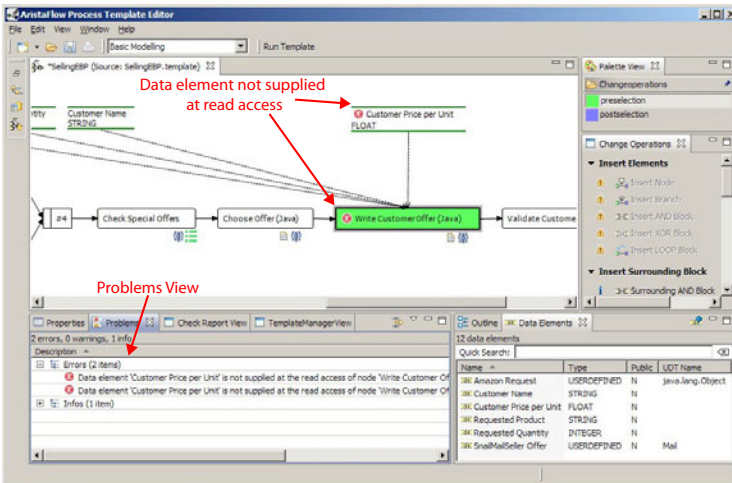 AristaFlow Process Template Editor
File Edit View Window Help
Basic Modelling Run Template
*SellingEBP (Source: SellingEBP.template)
Data element not supplied
at read access
ntity
Customer Name
STRING
Customer Price per Unit
FLOAT
#4
Check Special Offers
Choose Offer (Java)
Write CustomerOffer (Java)
Validate Custome
Palette View
Changeoperations
preselection
postselection
Change Operations
Insert Elements
Insert Node
Insert Branch
Insert AND Block
Insert XOR Block
Insert LOOP Block
Insert Surrounding Block
Surrounding AND Block
Problems View
Properties Problems Check Report View TemplateManagerView
2 errors, 0 warnings, 1 info
Description
Errors (2 items)
Data element 'Customer Price per Unit' is not supplied at the read access of node 'Write Customer Of
Data element 'Customer Price per Unit' is not supplied at the read access of node 'Write Customer Of
Infos (1 item)
Outline Data Elements
12 data elements
Quick Search:
Name Type Public UDT Name
Amazon Request USERDEFINED N java.lang.Object
Customer Name STRING N
Customer Price per Unit FLOAT N
Requested Product STRING N
Requested Quantity INTEGER N
SnailMailSeller Offer USERDEFINED N Mail